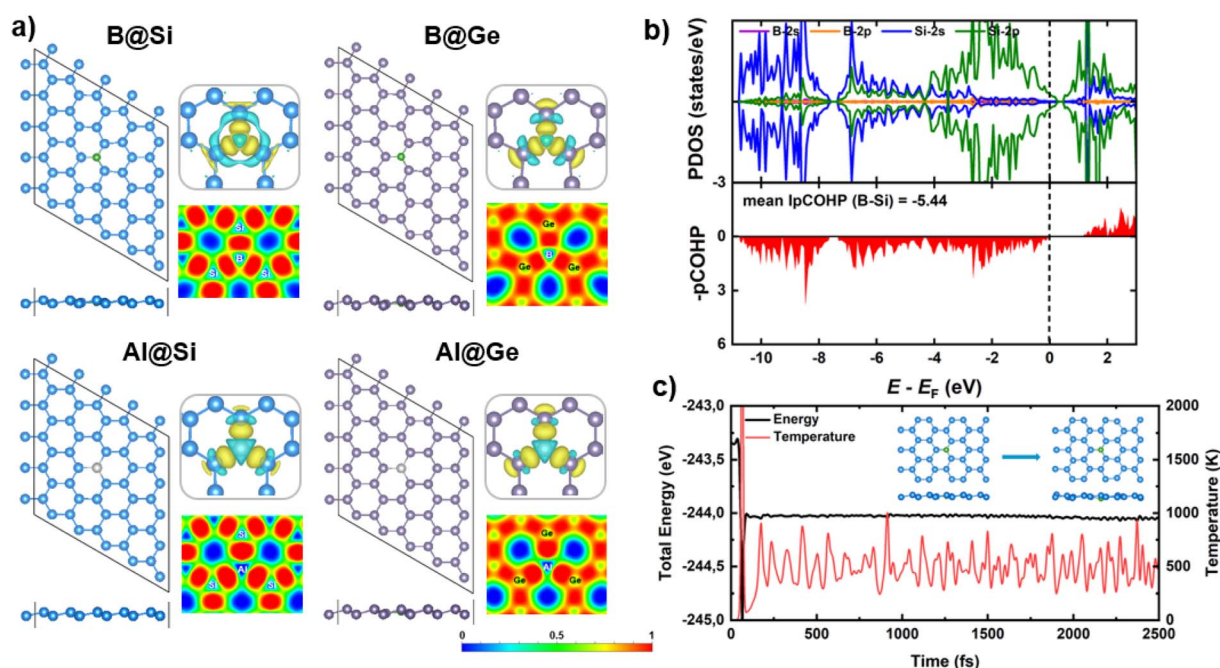 a)
B@Si
B@Ge
Si
B
Si
Si
Ge
B
Ge
Ge
Al@Si
Al@Ge
Si
Al
Si
Si
Ge
Al
Ge
Ge
0
0.5
1
b)
B-2s
B-2p
Si-2s
Si-2p
PDOS (states/eV)
-3
mean IpCOHP (B-Si) = -5.44
-pCOHP
0
3
6
-10
-8
-6
-4
-2
0
2
E - EF (eV)
c)
Energy
Temperature
Total Energy (eV)
-243,0
-243,5
-244,0
-244,5
-245,0
2000
1500
1000
500
0
Temperature (K)
0
500
1000
1500
2000
2500
Time (fs)